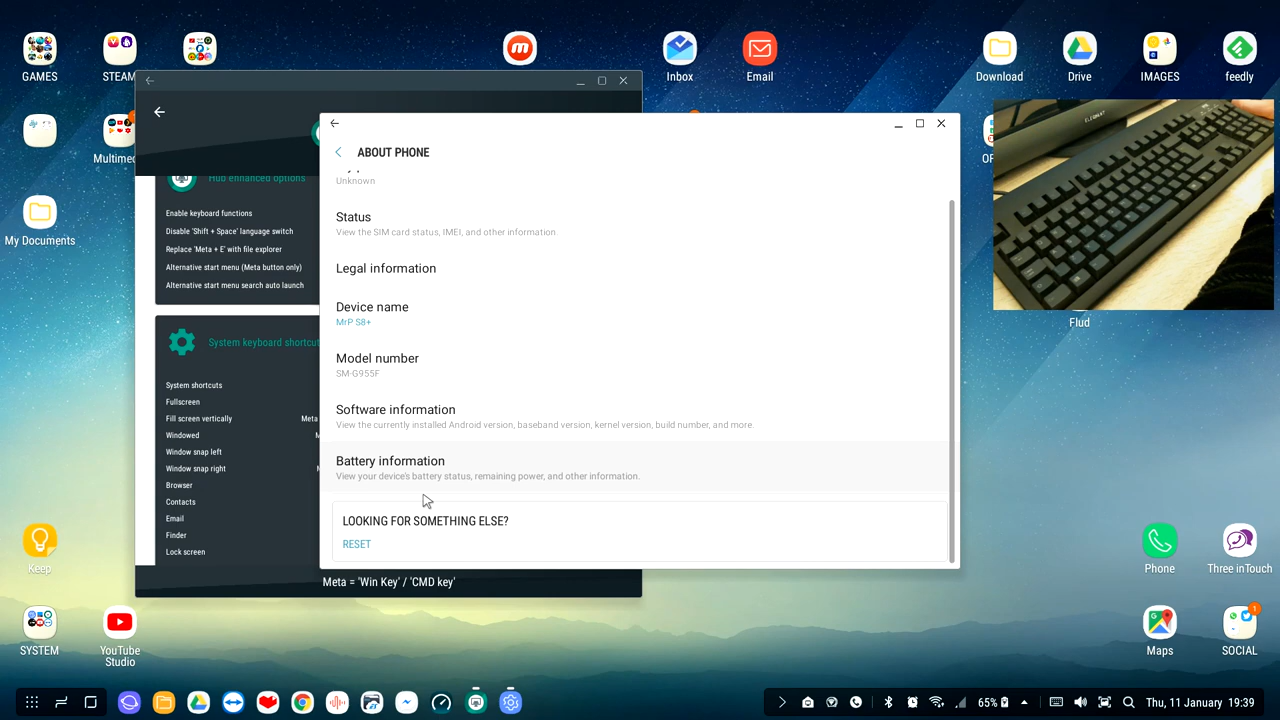 GAMES
STEAM
Inbox
Email
Download
Drive
IMAGES
feedly
Multimed
My Documents
Flud
Keep
SYSTEM
YouTube
Studio
Phone
Three inTouch
Maps
SOCIAL
1
Hub enhanced options
Enable keyboard functions
Disable 'Shift + Space' language switch
Replace 'Meta + E' with file explorer
Alternative start menu (Meta button only)
Alternative start menu search auto launch
System keyboard shortcut
System shortcuts
Fullscreen
Fill screen vertically Meta
Windowed M
Window snap left
Window snap right
Browser
Contacts
Email
Finder
Lock screen
Meta = 'Win Key' / 'CMD key'
ABOUT PHONE
Unknown
Status
View the SIM card status, IMEI, and other information
Legal information
Device name
MrP S8+
Model number
SM-G955F
Software information
View the currently installed Android version, baseband version, kernel version, build number, and more.
Battery information
View your device's battery status, remaining power, and other information.
LOOKING FOR SOMETHING ELSE?
RESET
65%
Thu, 11 January 19:39